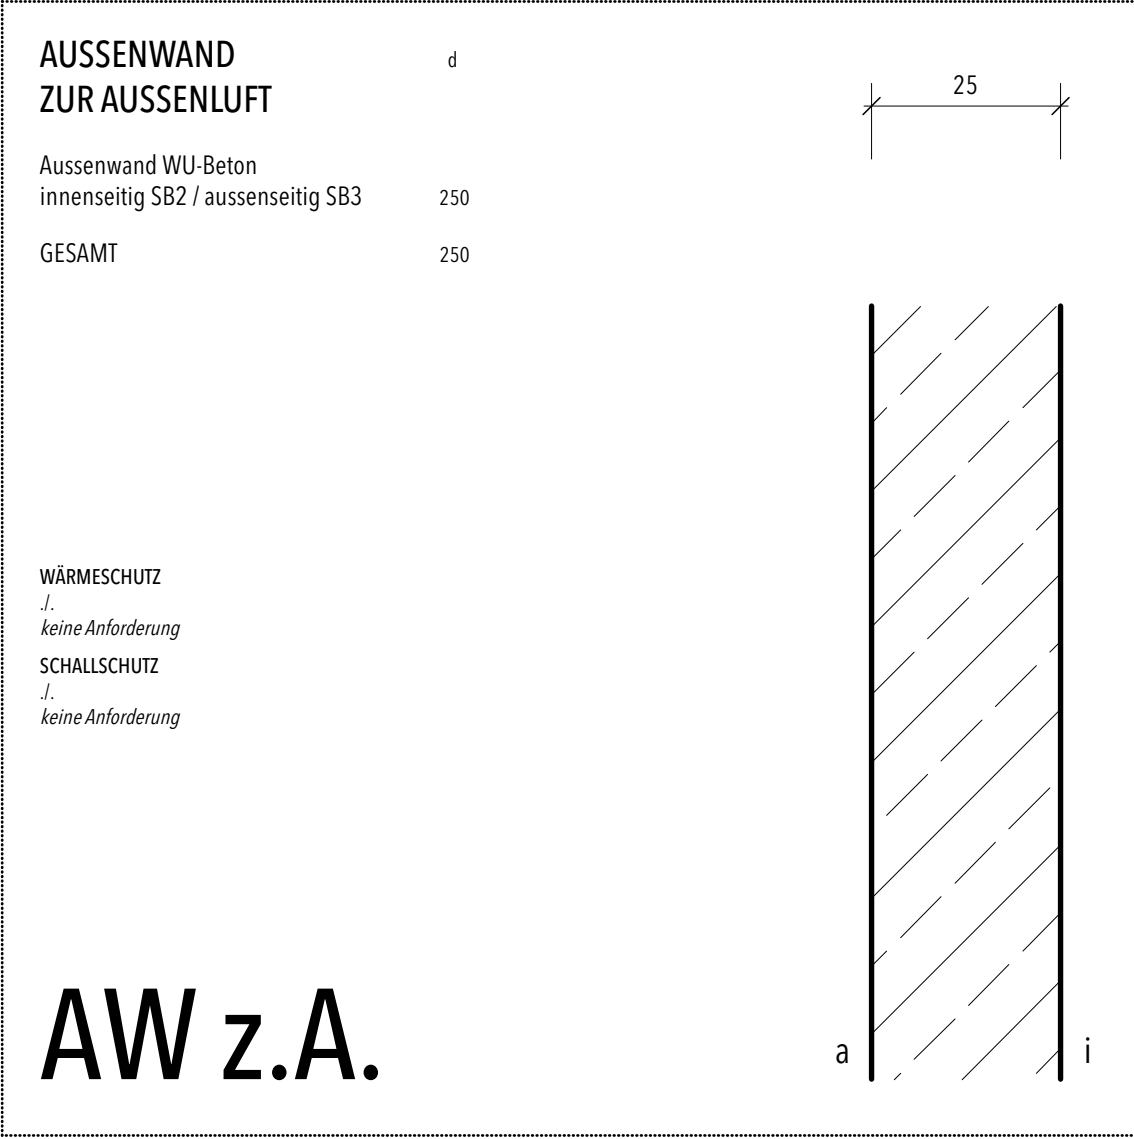 AUSSENWAND d
ZUR AUSSENLUFT
25
Aussenwand WU-Beton
innenseitig SB2 / aussenseitig SB3 250
GESAMT 250
WÄRMESCHUTZ
./.
keine Anforderung
SCHALLSCHUTZ
./.
keine Anforderung
AW z.A.
a i